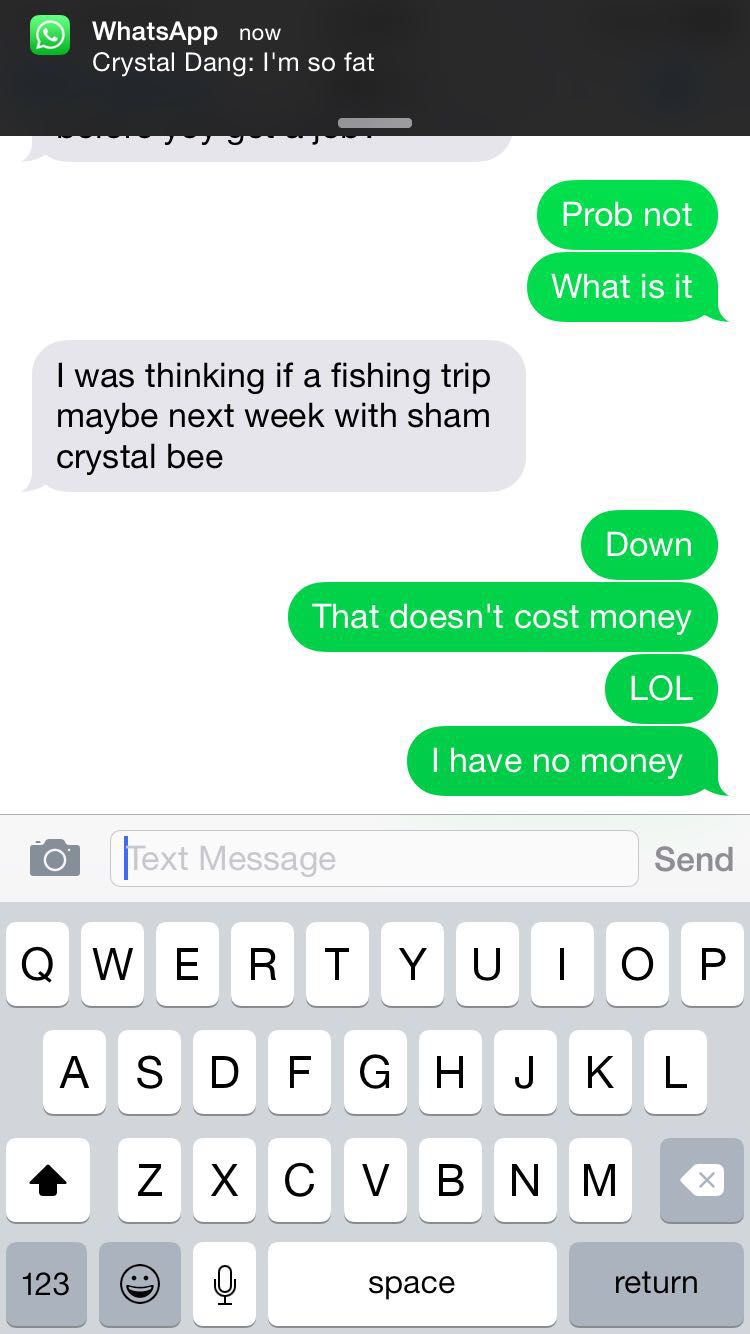 WhatsApp now
Crystal Dang: I'm so fat
Prob not
What is it
I was thinking if a fishing trip
maybe next week with sham
crystal bee
Down
That doesn't cost money
LOL
I have no money
Text Message
Send
Q W E R T Y U I O P
A S D F G H J K L
Z X C V B N M
123
space
return